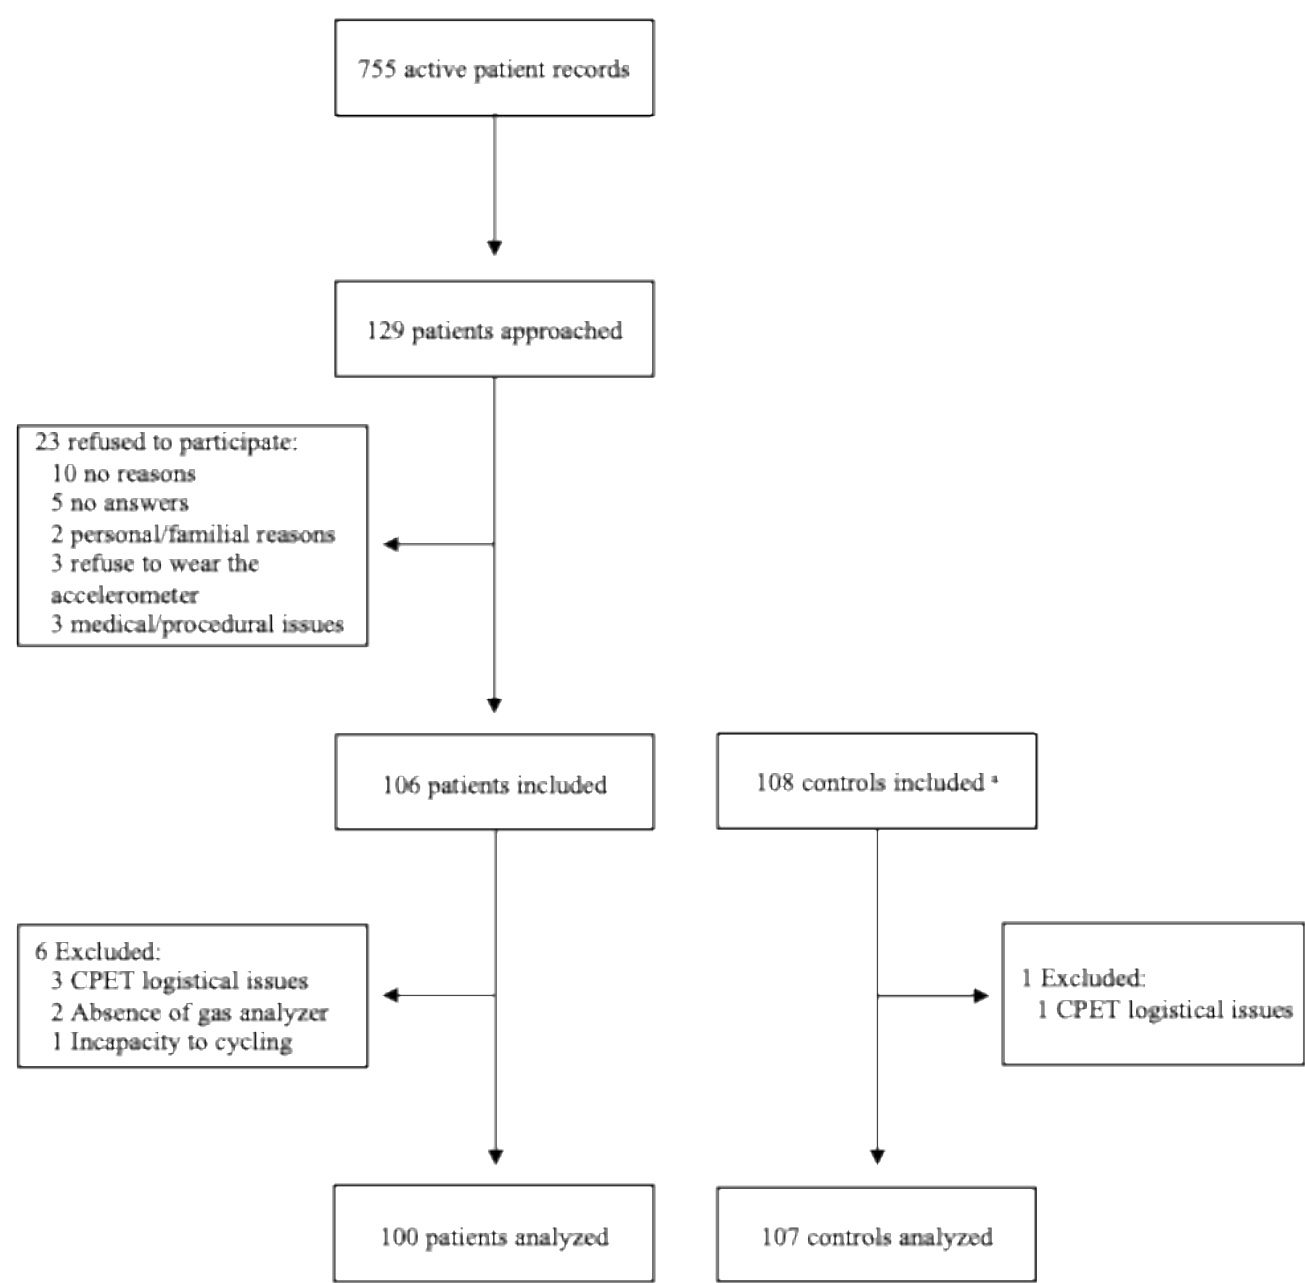 755 active patient records
129 patients approached
23 refused to participate:
10 no reasons
5 no answers
2 personal/familial reasons
3 refuse to wear the
accelerometer
3 medical/procedural issues
106 patients included
108 controls included ª
6 Excluded:
3 CPET logistical issues
2 Absence of gas analyzer
1 Incapacity to cycling
1 Excluded:
1 CPET logistical issues
100 patients analyzed
107 controls analyzed